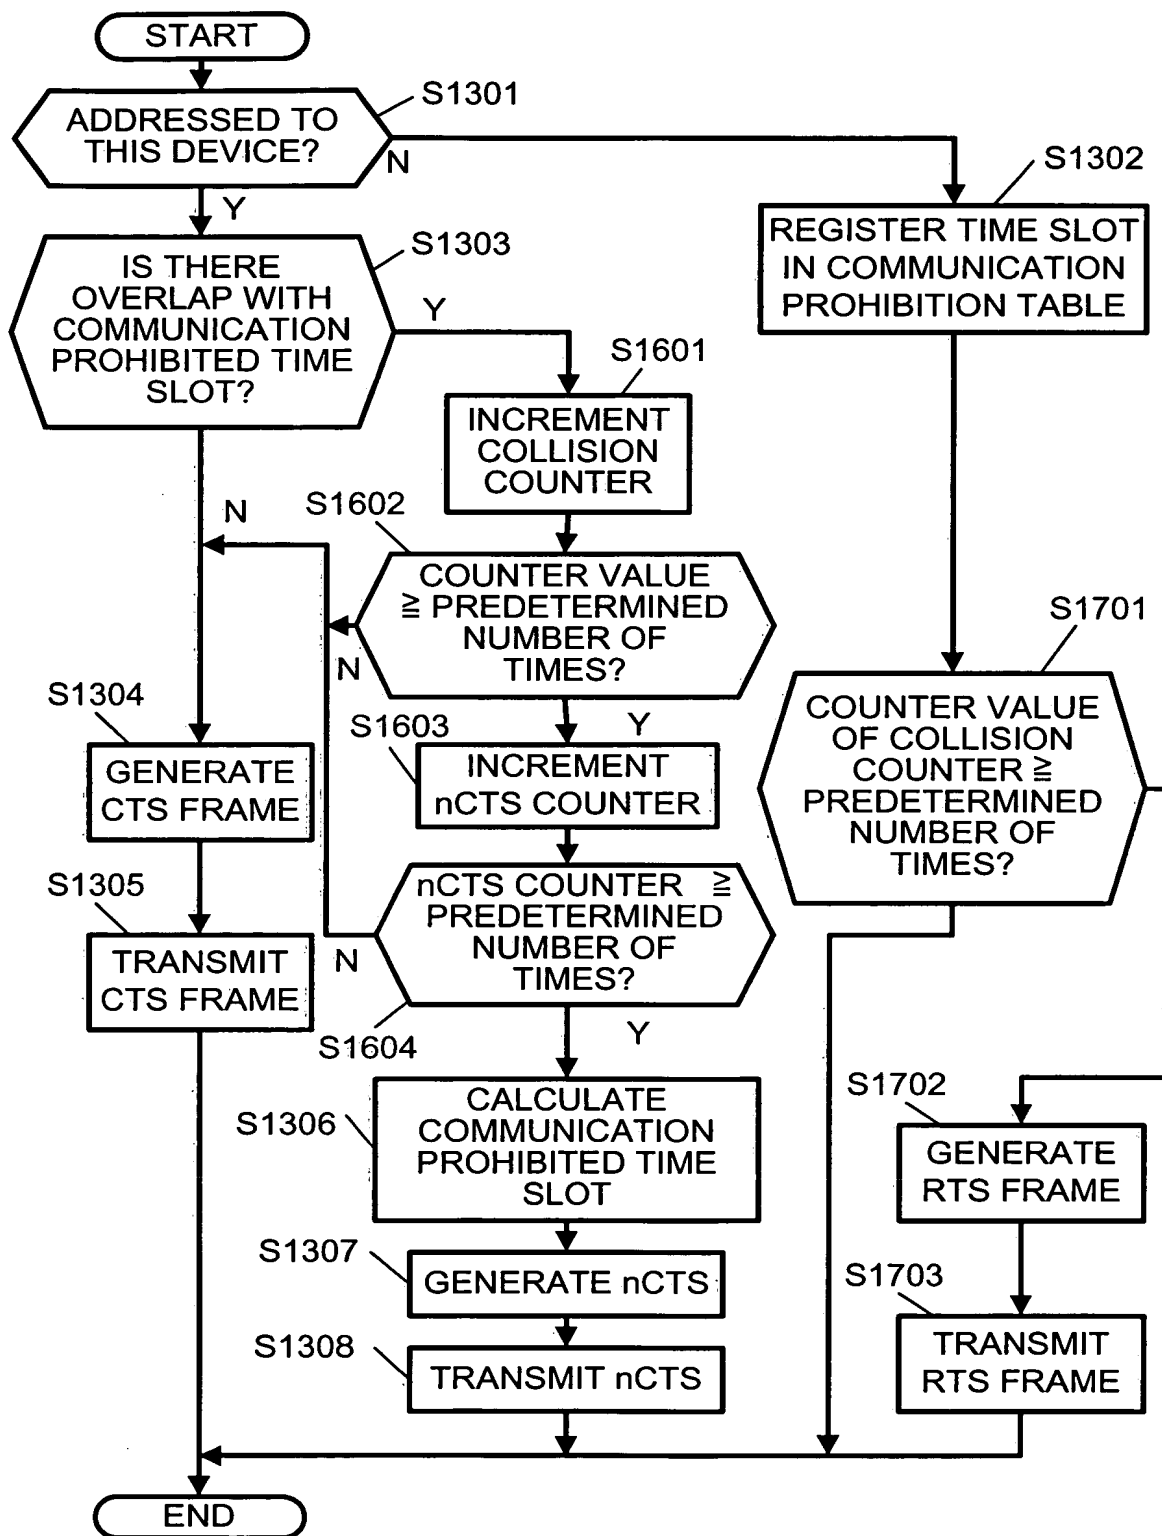 START
S1301
ADDRESSED TO
THIS DEVICE?
N
Y
S1302
REGISTER TIME SLOT
IN COMMUNICATION
PROHIBITION TABLE
S1303
IS THERE
OVERLAP WITH
COMMUNICATION
PROHIBITED TIME
SLOT?
Y
N
S1601
INCREMENT
COLLISION
COUNTER
S1602
COUNTER VALUE
≧ PREDETERMINED
NUMBER OF
TIMES?
N
Y
S1701
COUNTER VALUE
OF COLLISION
COUNTER ≧
PREDETERMINED
NUMBER OF
TIMES?
S1304
GENERATE
CTS FRAME
S1603
INCREMENT
nCTS COUNTER
S1305
TRANSMIT
CTS FRAME
nCTS COUNTER ≧
PREDETERMINED
NUMBER OF
TIMES?
N
Y
S1604
S1306
CALCULATE
COMMUNICATION
PROHIBITED TIME
SLOT
S1702
GENERATE
RTS FRAME
S1307
GENERATE nCTS
S1703
TRANSMIT
RTS FRAME
S1308
TRANSMIT nCTS
END